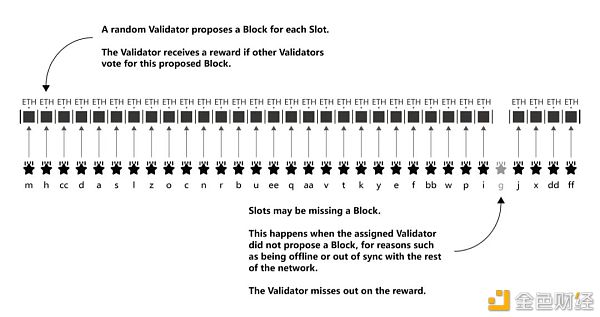 A random Validator proposes a Block for each Slot.
The Validator receives a reward if other Validators
vote for this proposed Block.
ETH ETH ETH ETH ETH ETH ETH ETH ETH ETH ETH ETH ETH ETH ETH ETH ETH ETH ETH ETH ETH ETH ETH ETH ETH ETH ETH ETH ETH ETH ETH
m h cc d a s l z o c n r b u ee q aa v t k y e f bb w p i g j x dd ff
Slots may be missing a Block.
This happens when the assigned Validator
did not propose a Block, for reasons such
as being offline or out of sync with the rest
of the network.
The Validator misses out on the reward.
金色财经